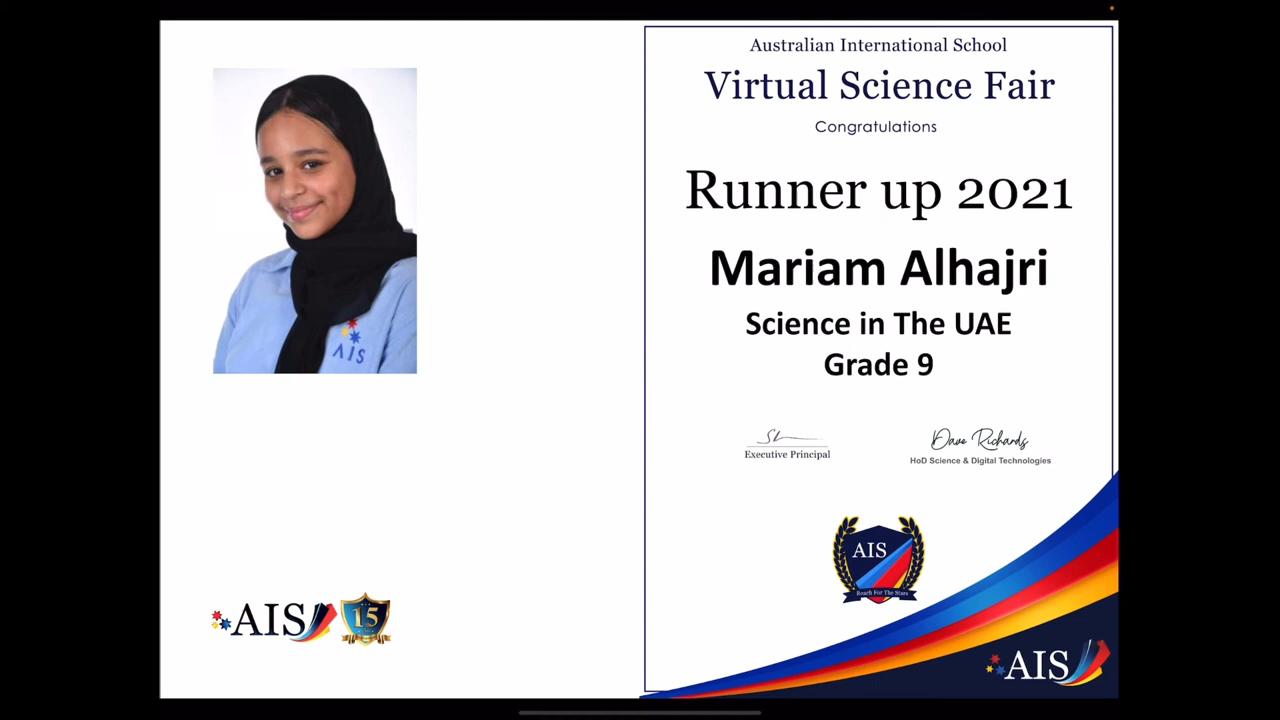 Australian International School
Virtual Science Fair
Congratulations
Runner up 2021
Mariam Alhajri
Science in The UAE
Grade 9
Executive Principal
Dave Richards
HoD Science & Digital Technologies
AIS
AIS
Reach For The Stars
AIS
15
AIS